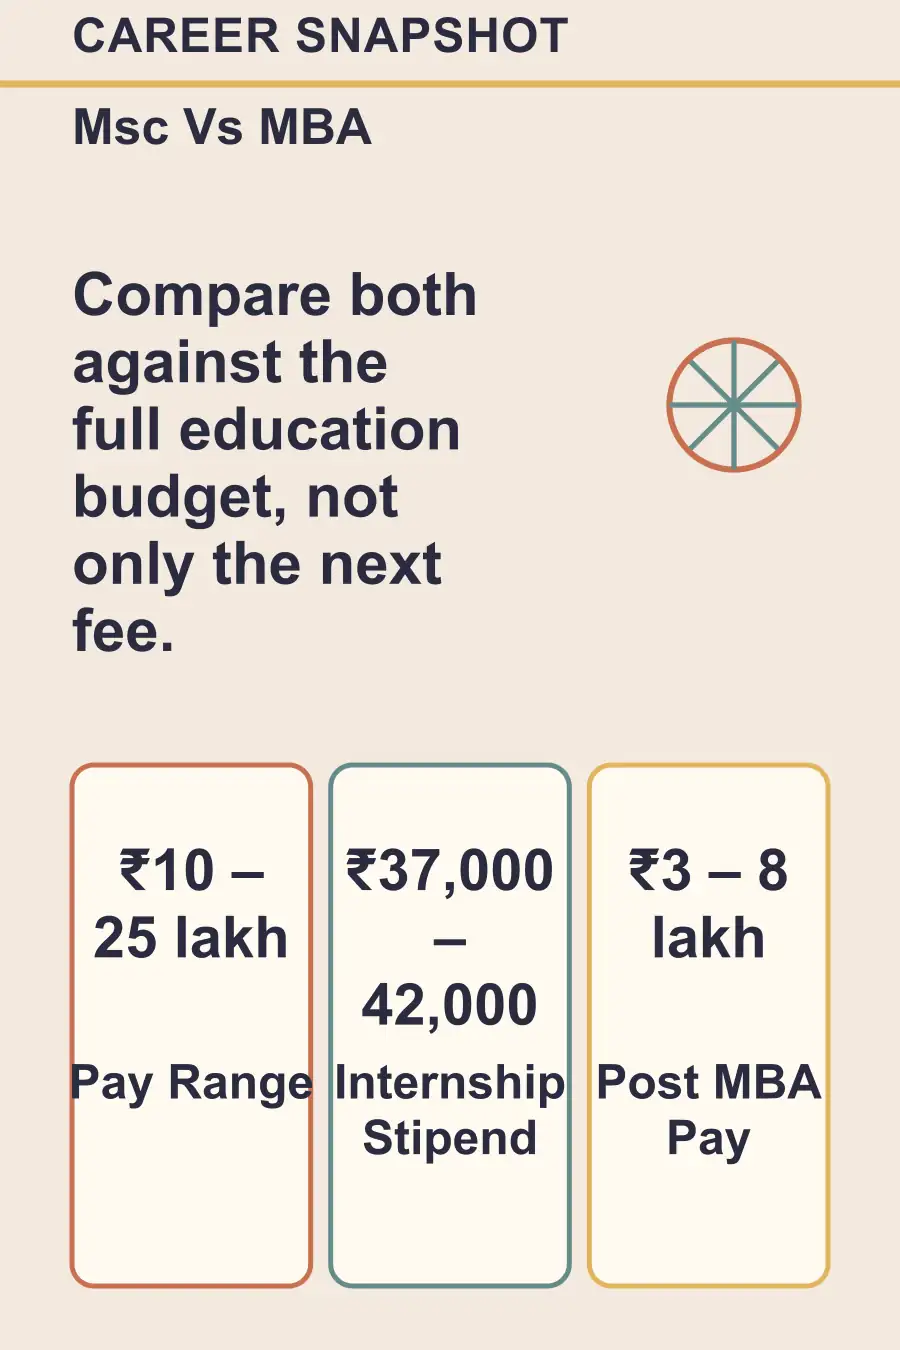 CAREER SNAPSHOT
Msc Vs MBA
Compare both
against the
full education
budget, not
only the next
fee.
₹10 –
25 lakh
Pay Range
₹37,000
–
42,000
Internship
Stipend
₹3 – 8
lakh
Post MBA
Pay